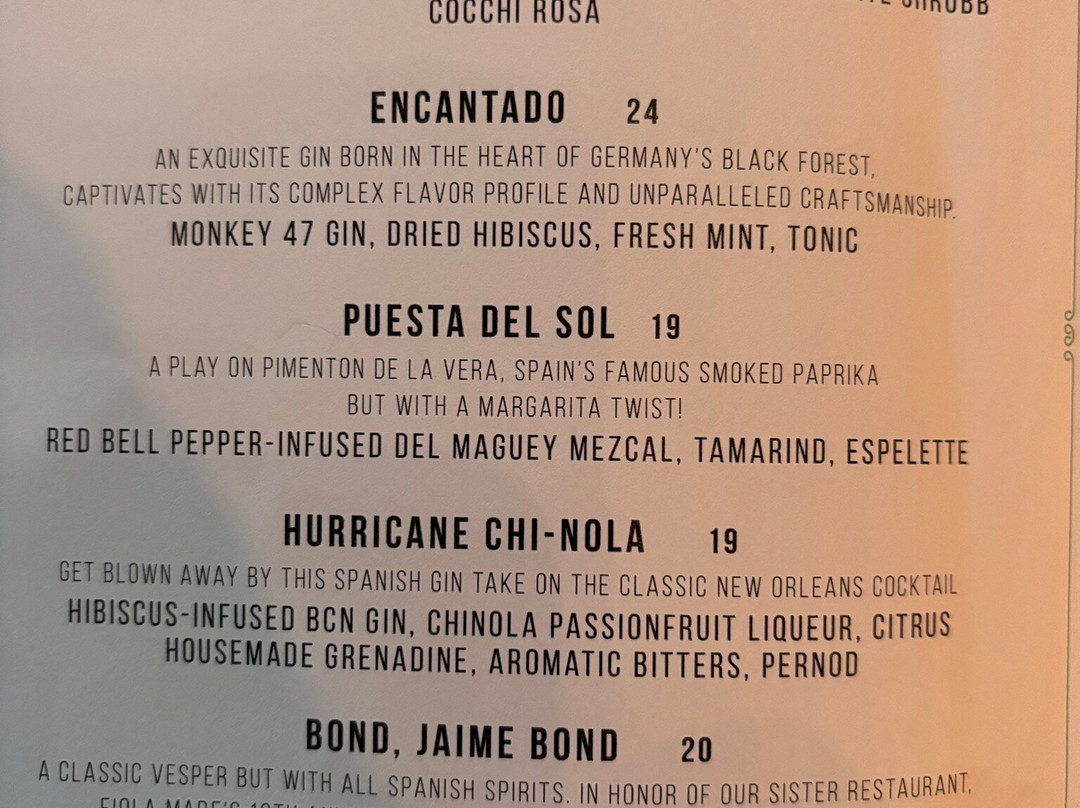 COCCHI ROSA
ENCANTADO 24
AN EXQUISITE GIN BORN IN THE HEART OF GERMANY'S BLACK FOREST,
CAPTIVATES WITH ITS COMPLEX FLAVOR PROFILE AND UNPARALLELED CRAFTSMANSHIP.
MONKEY 47 GIN, DRIED HIBISCUS, FRESH MINT, TONIC
PUESTA DEL SOL 19
A PLAY ON PIMENTON DE LA VERA, SPAIN'S FAMOUS SMOKED PAPRIKA
BUT WITH A MARGARITA TWIST!
RED BELL PEPPER-INFUSED DEL MAGUEY MEZCAL, TAMARIND, ESPELETTE
HURRICANE CHI-NOLA 19
GET BLOWN AWAY BY THIS SPANISH GIN TAKE ON THE CLASSIC NEW ORLEANS COCKTAIL
HIBISCUS-INFUSED BCN GIN, CHINOLA PASSIONFRUIT LIQUEUR, CITRUS
HOUSEMADE GRENADINE, AROMATIC BITTERS, PERNOD
BOND, JAIME BOND 20
A CLASSIC VESPER BUT WITH ALL SPANISH SPIRITS. IN HONOR OF OUR SISTER RESTAURANT,